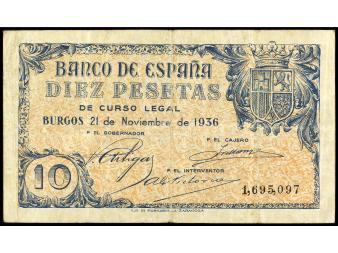 BANCO DE ESPAÑA
DIEZ PESETAS
DE CURSO LEGAL
BURGOS 21 de Noviembre de 1936
P. EL GOBERNADOR
P. EL CAJERO
P. EL INTERVENTOR
10
1,695,097